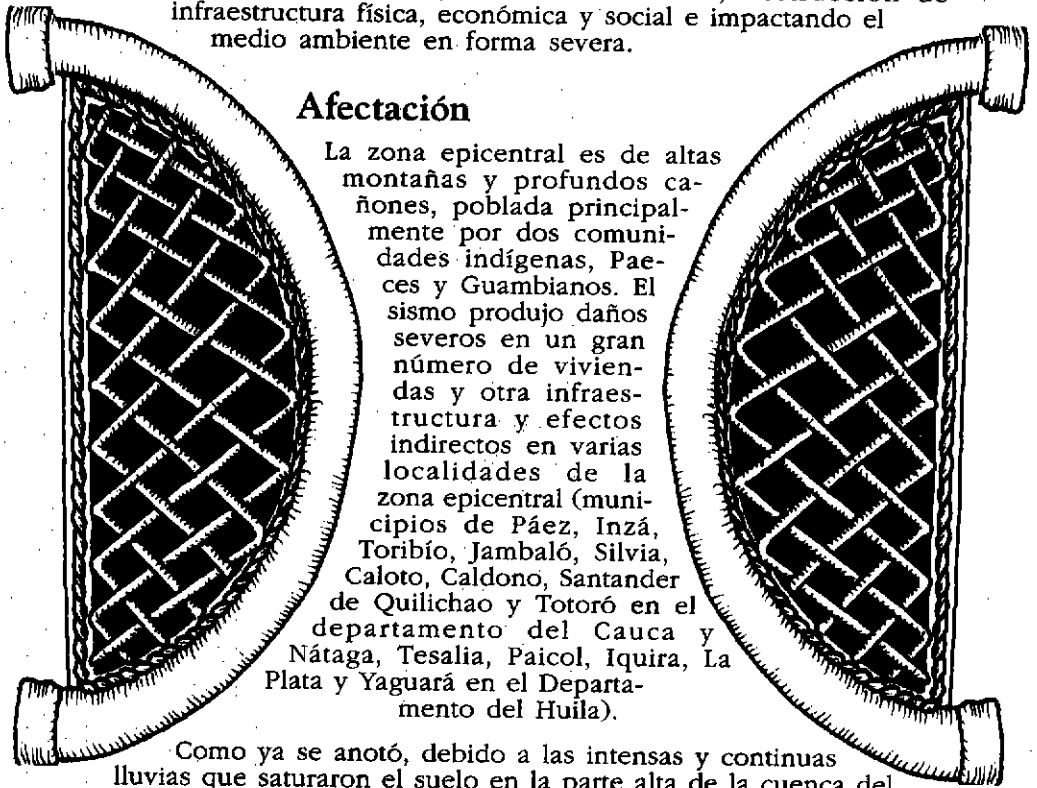 infraestructura física, económica y social e impactando el
medio ambiente en forma severa.
Afectación
La zona epicentral es de altas
montañas y profundos ca-
ñones, poblada principal-
mente por dos comuni-
dades indígenas, Pae-
ces y Guambianos. El
sismo produjo daños
severos en un gran
número de vivien-
das y otra infraes-
tructura y efectos
indirectos en varias
localidades de la
zona epicentral (muni-
cipios de Páez, Inzá,
Toribío, Jambaló, Silvia,
Caloto, Caldono, Santander
de Quilichao y Totoró en el
departamento del Cauca y
Nátaga, Tesalia, Paicol, Iquira, La
Plata y Yaguará en el Departa-
mento del Huila).
Como ya se anotó, debido a las intensas y continuas
lluvias que saturaron el suelo en la parte alta de la cuenca del